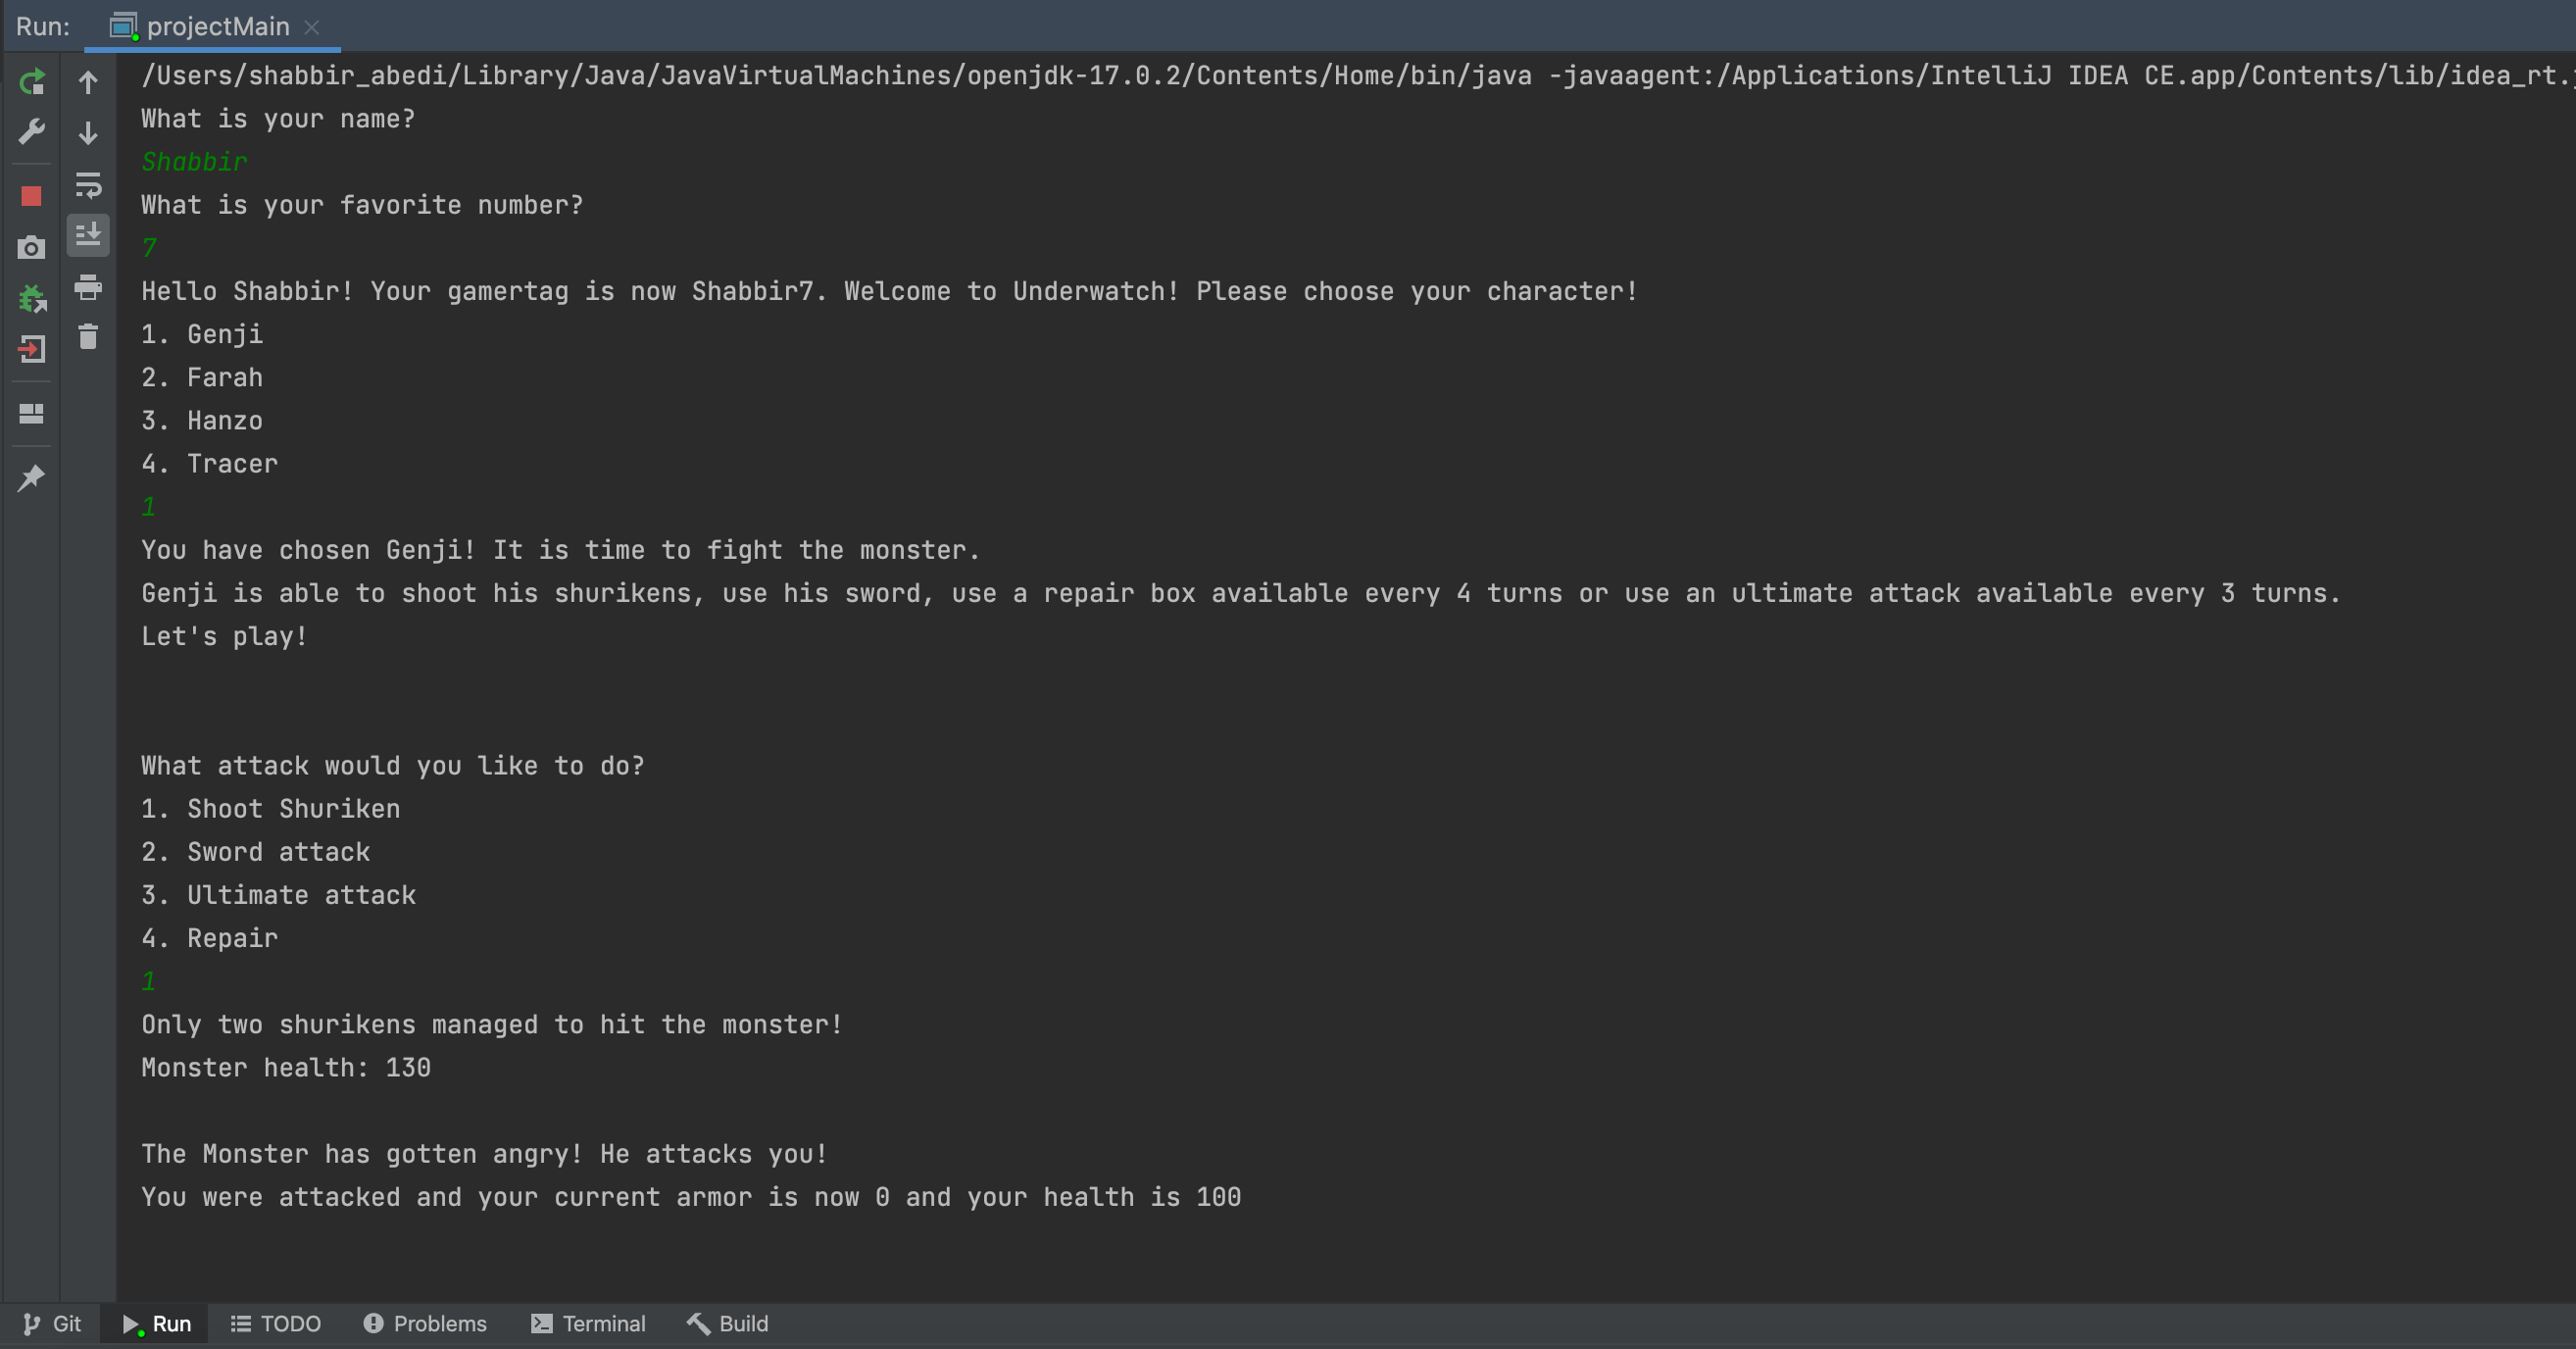 Run: projectMain
/Users/shabbir_abedi/Library/Java/JavaVirtualMachines/openjdk-17.0.2/Contents/Home/bin/java -javaagent:/Applications/IntelliJ IDEA CE.app/Contents/lib/idea_rt.
What is your name?
Shabbir
What is your favorite number?
7
Hello Shabbir! Your gamertag is now Shabbir7. Welcome to Underwatch! Please choose your character!
1. Genji
2. Farah
3. Hanzo
4. Tracer
1
You have chosen Genji! It is time to fight the monster.
Genji is able to shoot his shurikens, use his sword, use a repair box available every 4 turns or use an ultimate attack available every 3 turns.
Let's play!
What attack would you like to do?
1. Shoot Shuriken
2. Sword attack
3. Ultimate attack
4. Repair
1
Only two shurikens managed to hit the monster!
Monster health: 130
The Monster has gotten angry! He attacks you!
You were attacked and your current armor is now 0 and your health is 100
Git Run TODO Problems Terminal Build